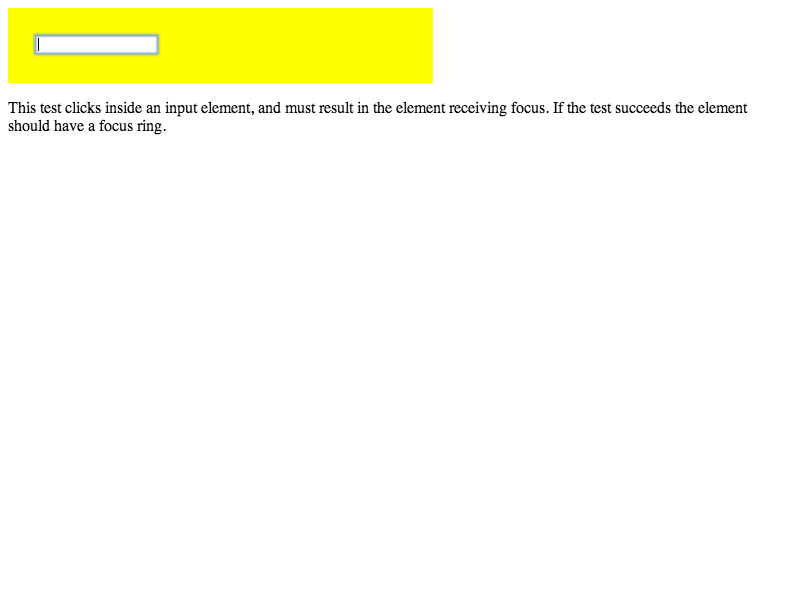 This test clicks inside an input element, and must result in the element receiving focus. If the test succeeds the element
should have a focus ring.